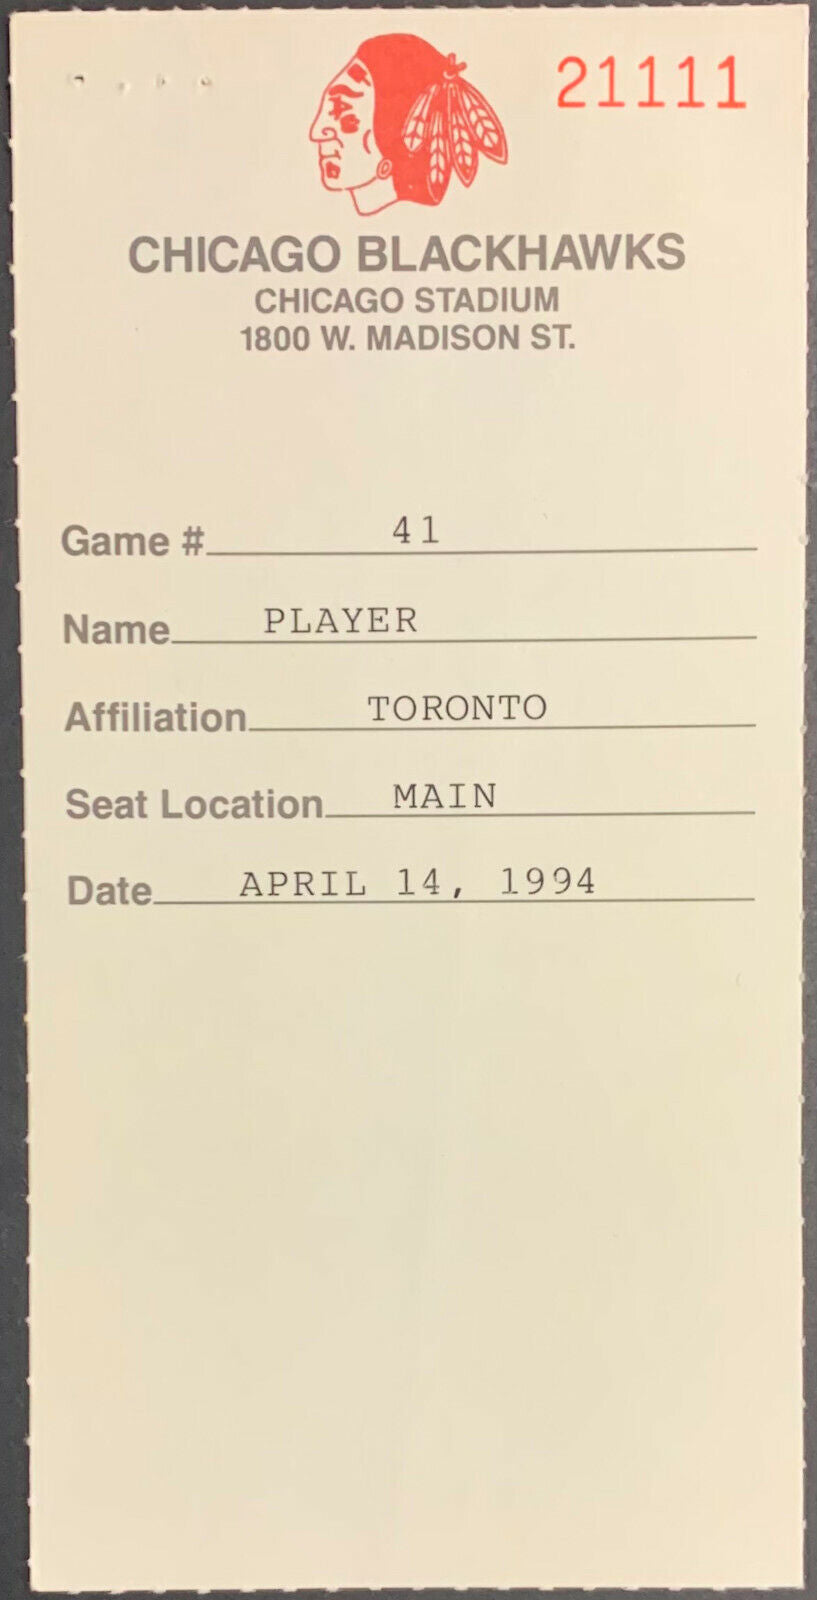 21111
CHICAGO BLACKHAWKS
CHICAGO STADIUM
1800 W. MADISON ST.
Game # 41
Name PLAYER
Affiliation TORONTO
Seat Location MAIN
Date APRIL 14, 1994